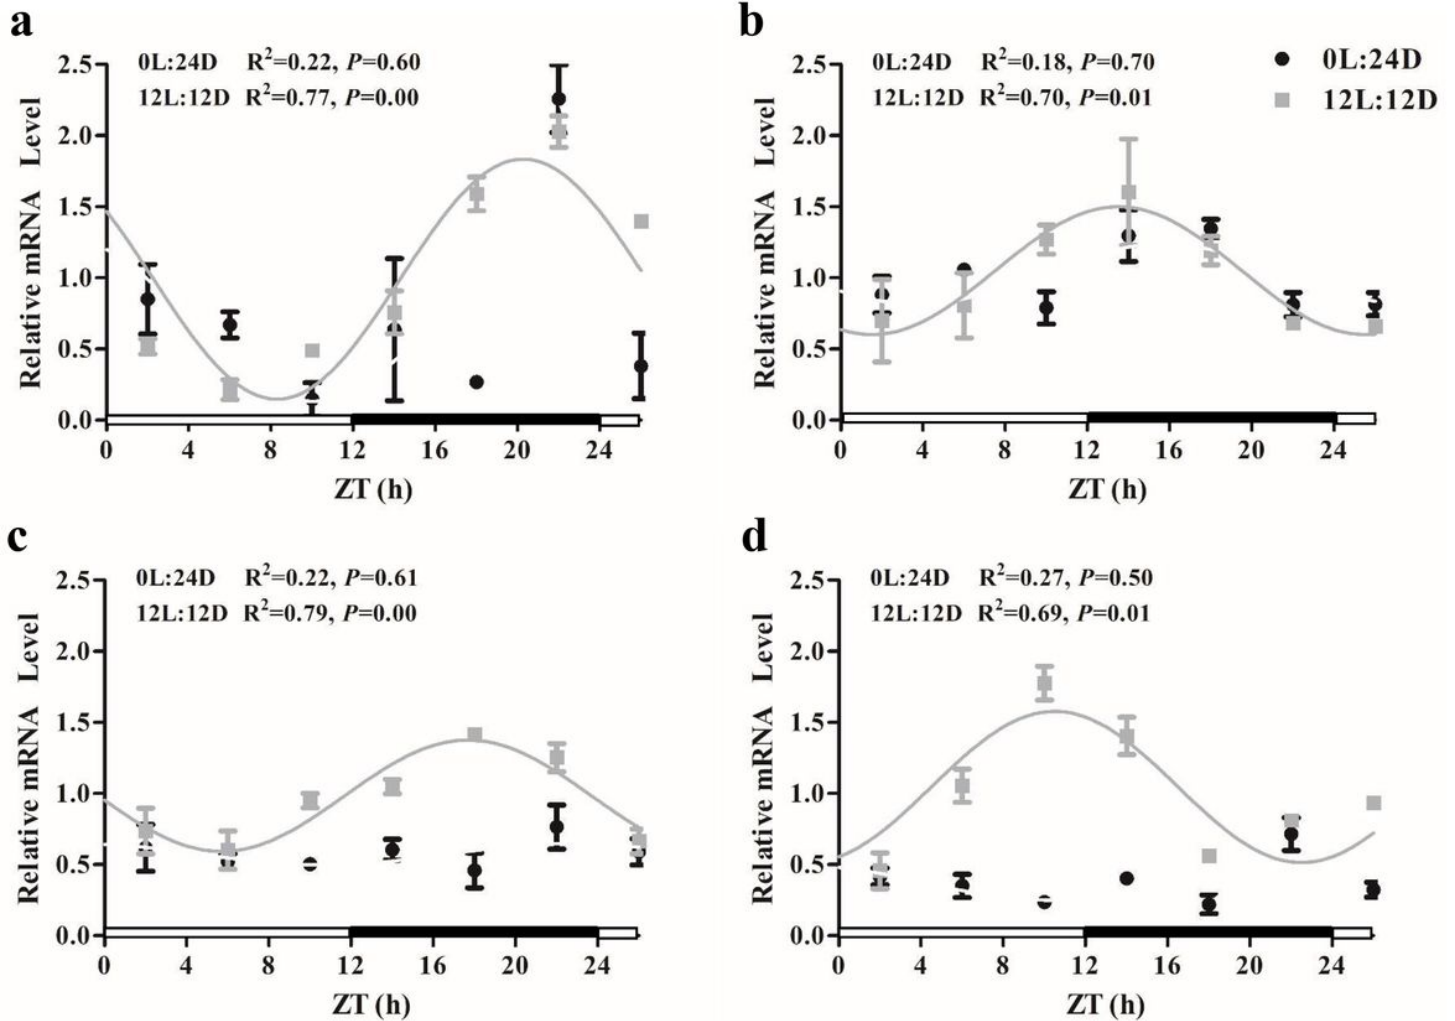 a
0L:24D R²=0.22, P=0.60
12L:12D R²=0.77, P=0.00
Relative mRNA Level
2.5
2.0
1.5
1.0
0.5
0.0
0 4 8 12 16 20 24
ZT (h)
b
0L:24D R²=0.18, P=0.70
12L:12D R²=0.70, P=0.01
0L:24D
12L:12D
Relative mRNA Level
2.5
2.0
1.5
1.0
0.5
0.0
0 4 8 12 16 20 24
ZT (h)
c
0L:24D R²=0.22, P=0.61
12L:12D R²=0.79, P=0.00
Relative mRNA Level
2.5
2.0
1.5
1.0
0.5
0.0
0 4 8 12 16 20 24
ZT (h)
d
0L:24D R²=0.27, P=0.50
12L:12D R²=0.69, P=0.01
Relative mRNA Level
2.5
2.0
1.5
1.0
0.5
0.0
0 4 8 12 16 20 24
ZT (h)